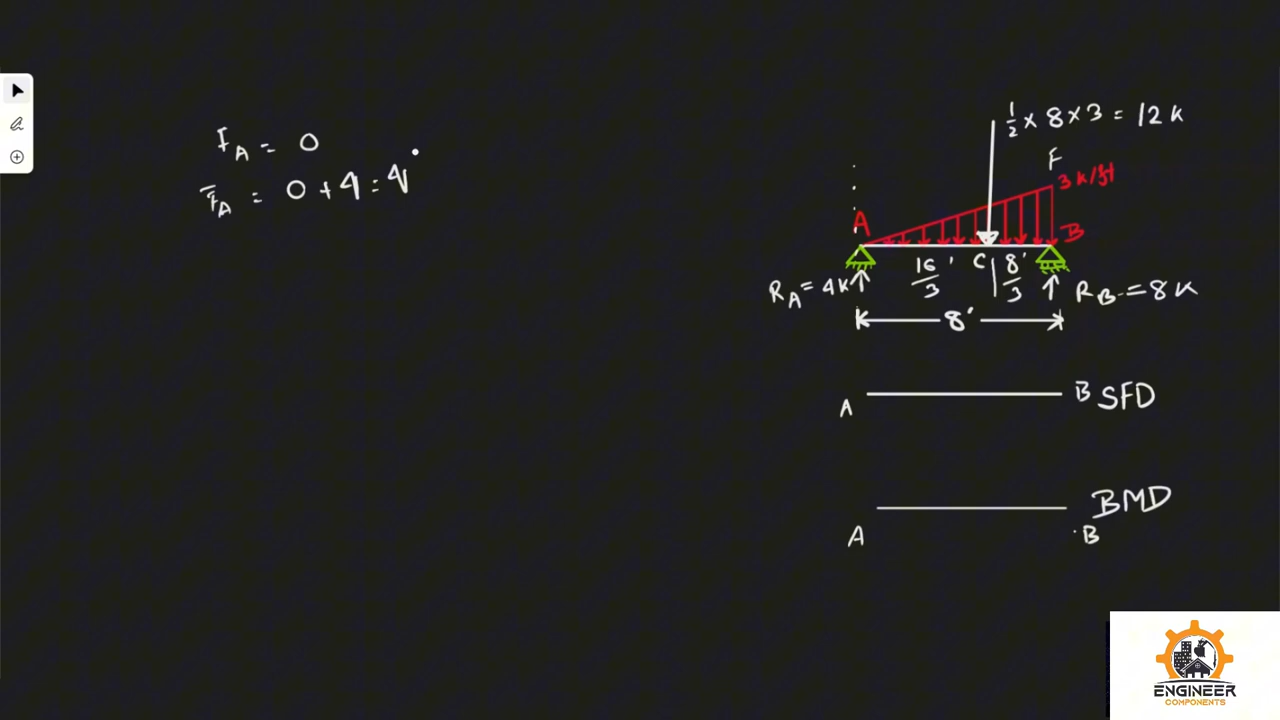 F_A = 0
F_A = 0 + 4 = 4
1/2 × 8 × 3 = 12 K
F
3 K/ft
A
B
16/3 ' C 8'/3
R_A = 4K
R_B = 8 K
8'
A B SFD
BMD
A B
ENGINEER
COMPONENTS